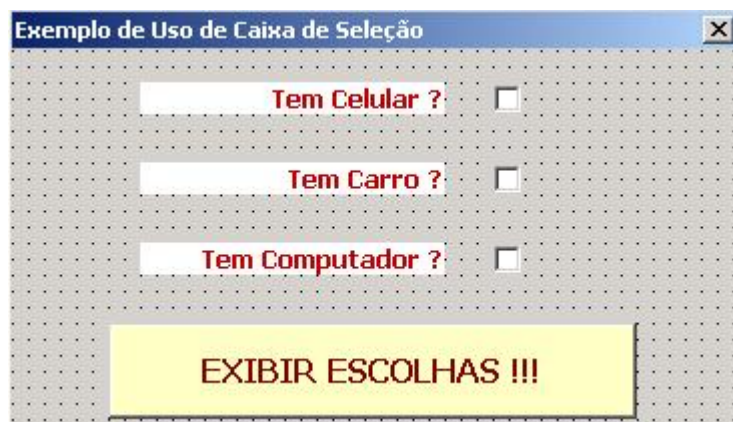 Exemplo de Uso de Caixa de Seleção
Tem Celular ?
Tem Carro ?
Tem Computador ?
EXIBIR ESCOLHAS !!!